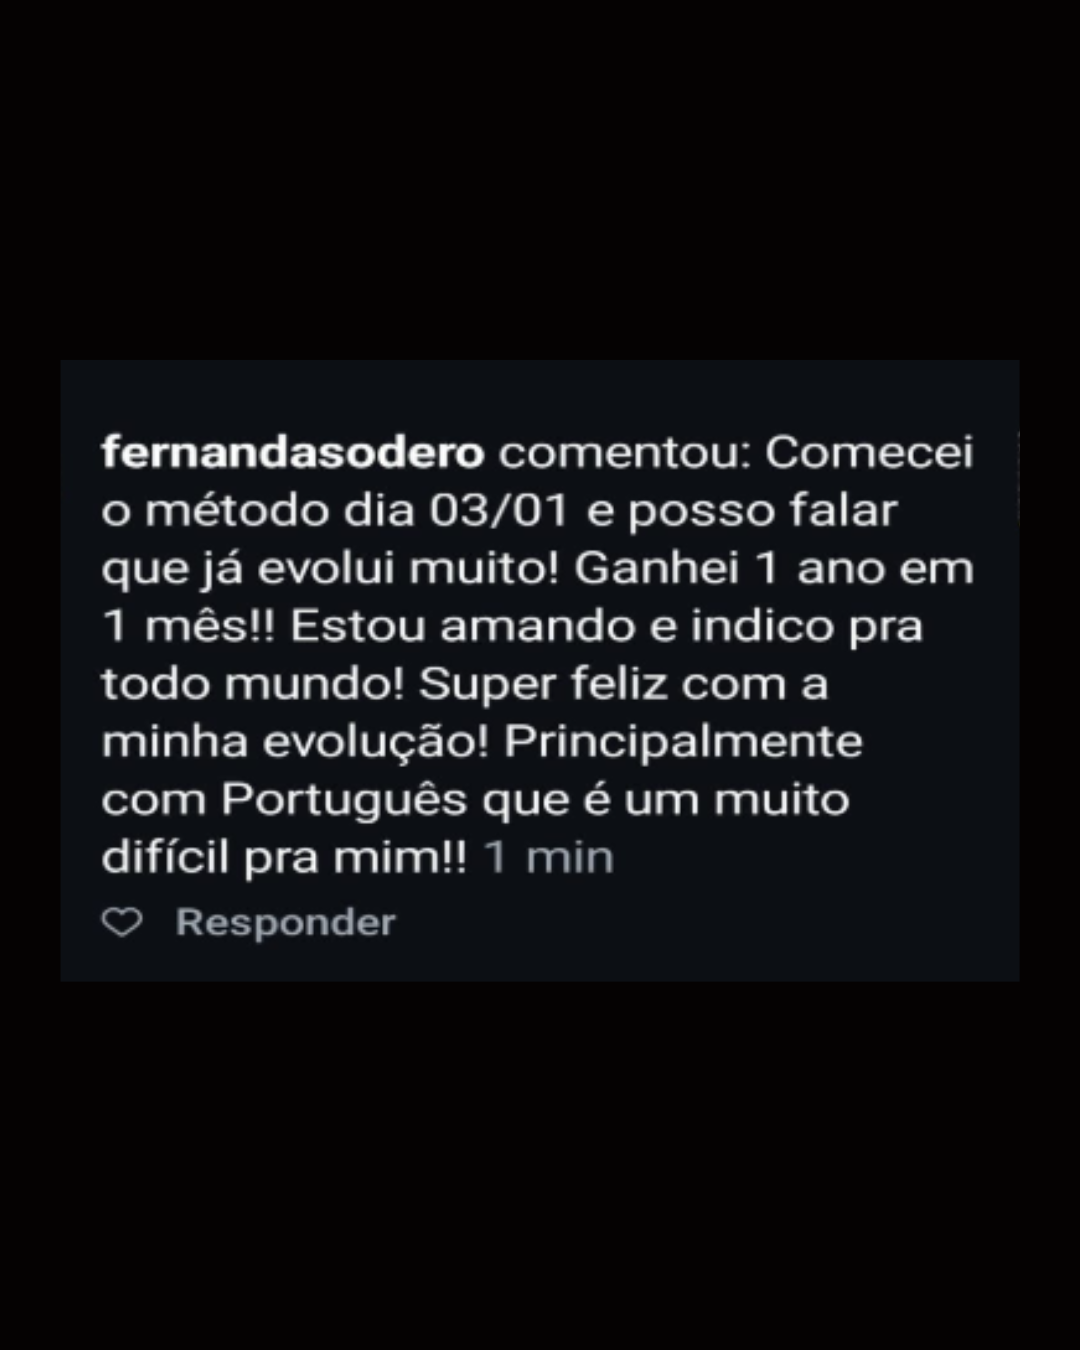 fernandasodero comentou: Comecei
o método dia 03/01 e posso falar
que já evolui muito! Ganhei 1 ano em
1 mês!! Estou amando e indico pra
todo mundo! Super feliz com a
minha evolução! Principalmente
com Português que é um muito
difícil pra mim!! 1 min
Responder